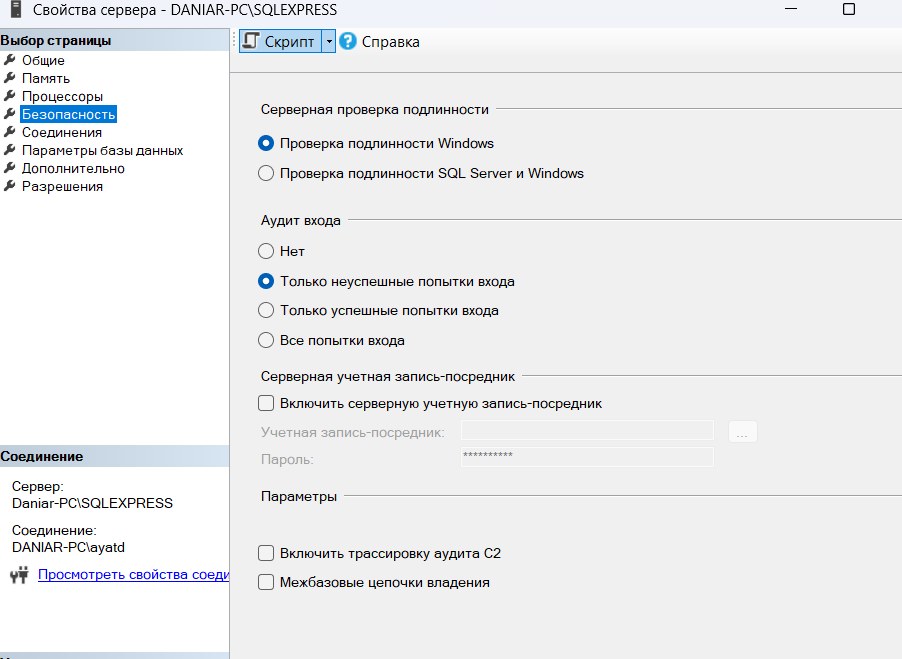 Свойства сервера - DANIAR-PC\SQLEXPRESS
Выбор страницы
Общие
Память
Процессоры
Безопасность
Соединения
Параметры базы данных
Дополнительно
Разрешения
Соединение
Сервер:
Daniar-PC\SQLEXPRESS
Соединение:
DANIAR-PC\ayatd
Просмотреть свойства соеди
Скрипт
Справка
Серверная проверка подлинности
Проверка подлинности Windows
Проверка подлинности SQL Server и Windows
Аудит входа
Нет
Только неуспешные попытки входа
Только успешные попытки входа
Все попытки входа
Серверная учетная запись-посредник
Включить серверную учетную запись-посредник
Учетная запись-посредник:
...
Пароль: **********
Параметры
Включить трассировку аудита C2
Межбазовые цепочки владения